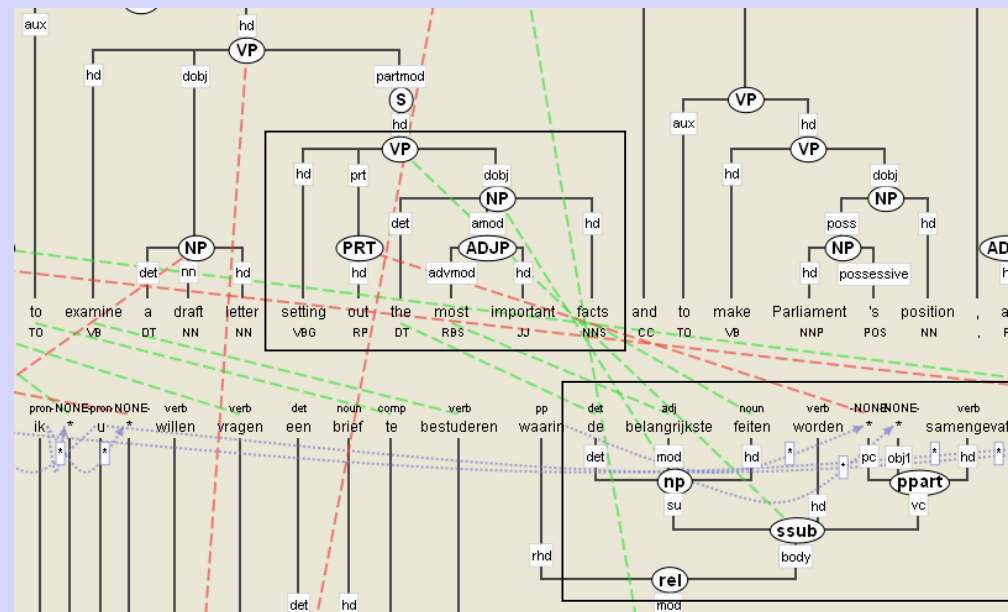 aux hd
VP
hd dobj partmod
S VP
hd aux hd
VP VP
hd prt dobj hd dobj
NP NP
det amod hd poss hd
NP PRT ADJP NP
det nn hd hd advmod hd hd possessive
to examine a draft letter setting out the most important facts and to make Parliament 's position ,
TO VB DT NN NN VBG RP DT RBS JJ NNS CC TO VB NNP POS NN ,
pron -NONE- pron -NONE- verb verb det noun comp verb pp det adj noun verb -NONE- -NONE- verb
ik * u * willen vragen een brief te bestuderen waarin de belangrijkste feiten worden * * samengevat
* * det mod hd * * pc obj1 * hd *
np ppart
su hd vc
ssub
rhd body
rel
det hd mod